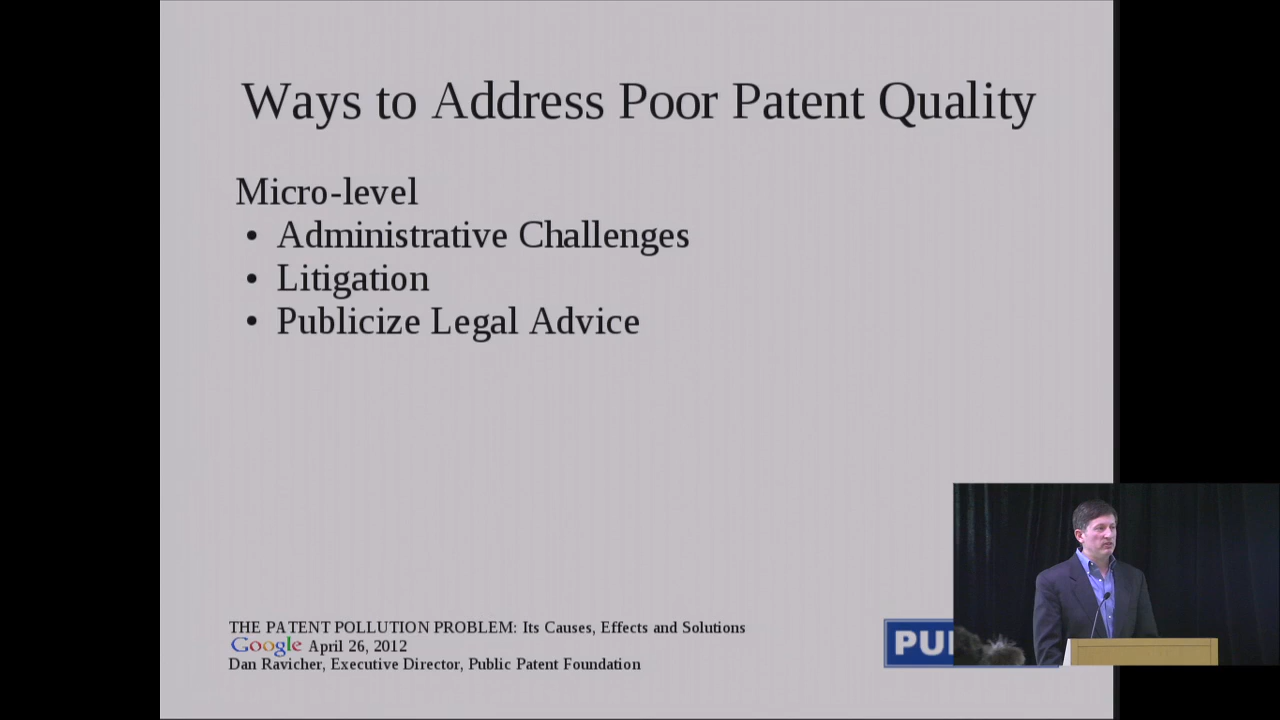 Ways to Address Poor Patent Quality
Micro-level
• Administrative Challenges
• Litigation
• Publicize Legal Advice
THE PATENT POLLUTION PROBLEM: Its Causes, Effects and Solutions
Google April 26, 2012
Dan Ravicher, Executive Director, Public Patent Foundation